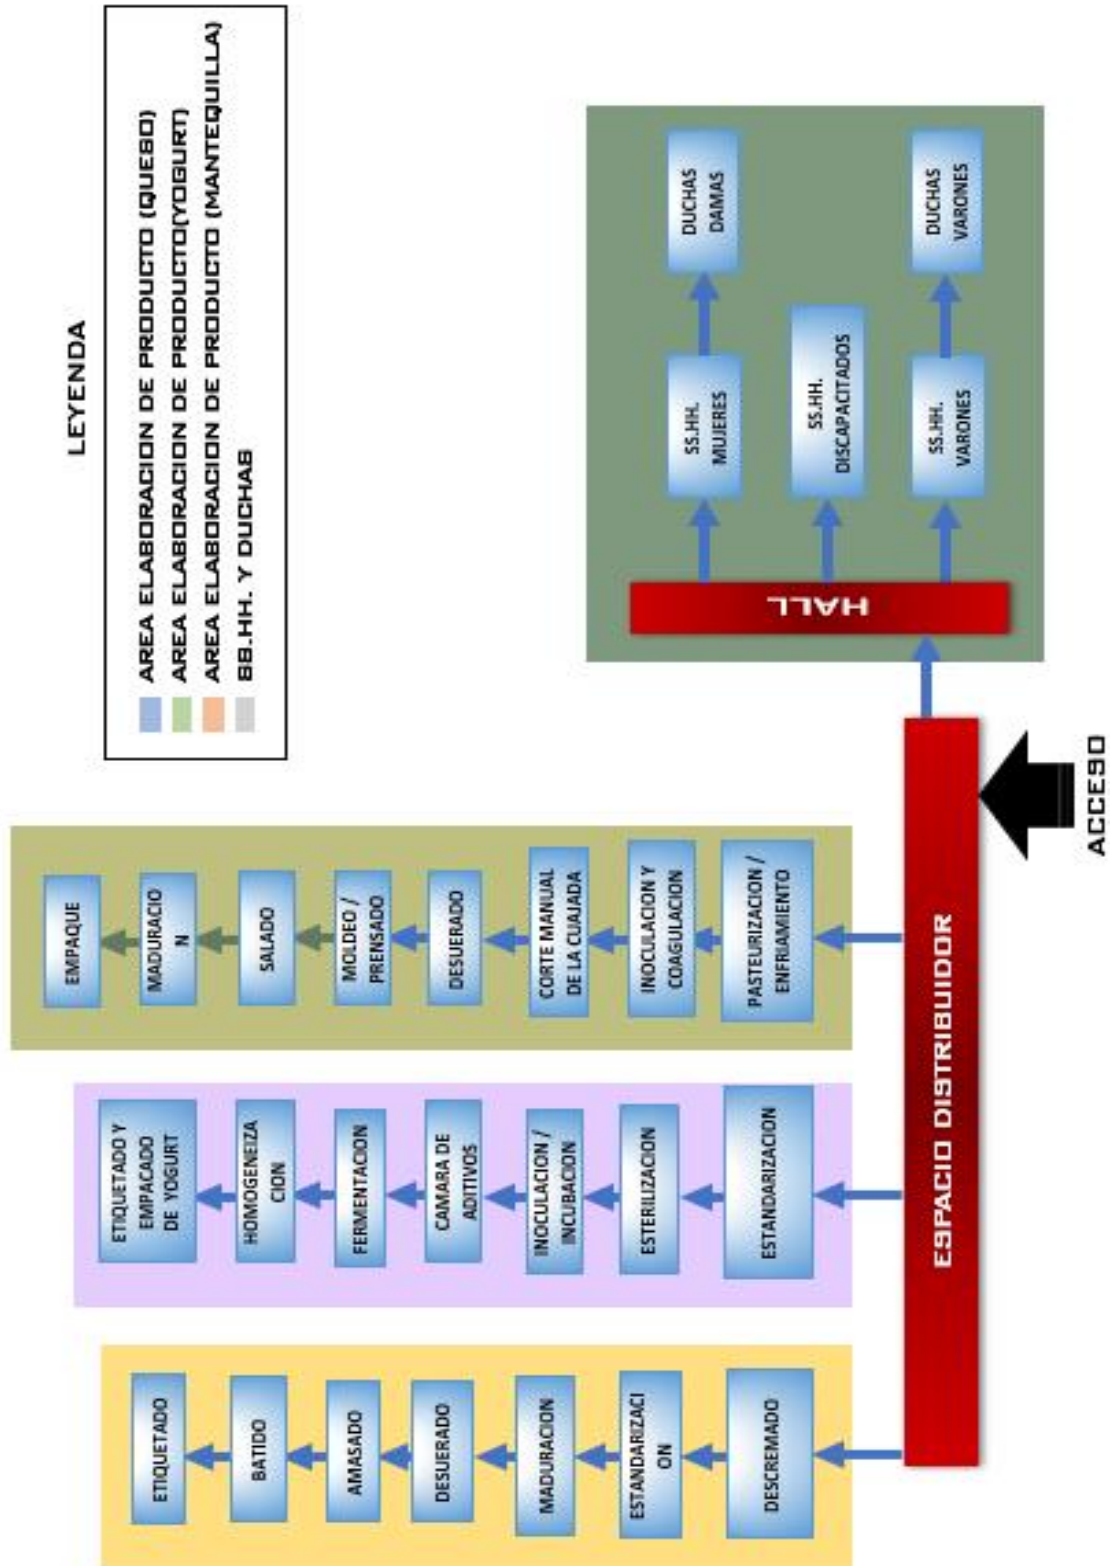 DESCREMADO
ESTANDARIZACI
ON
MADURACION
DESUERADO
AMASADO
BATIDO
ETIQUETADO
ESTANDARIZACION
ESTERILIZACION
INOCULACION /
INCUBACION
CAMARA DE
ADITIVOS
FERMENTACION
HOMOGENEIZA
CION
ETIQUETADO Y
EMPACADO
DE YOGURT
PASTEURIZACION /
ENFRIAMIENTO
INOCULACION Y
COAGULACION
CORTE MANUAL
DE LA CUAJADA
DESUERADO
MOLDEO /
PRENSADO
SALADO
MADURACIO
N
EMPAQUE
ESPACIO DISTRIBUIDOR
ACCESO
HALL
SS.HH.
MUJERES
DUCHAS
DAMAS
SS.HH.
DISCAPACITADOS
SS.HH.
VARONES
DUCHAS
VARONES
LEYENDA
AREA ELABORACION DE PRODUCTO (QUESO)
AREA ELABORACION DE PRODUCTO(YOGURT)
AREA ELABORACION DE PRODUCTO (MANTEQUILLA)
SS.HH. Y DUCHAS